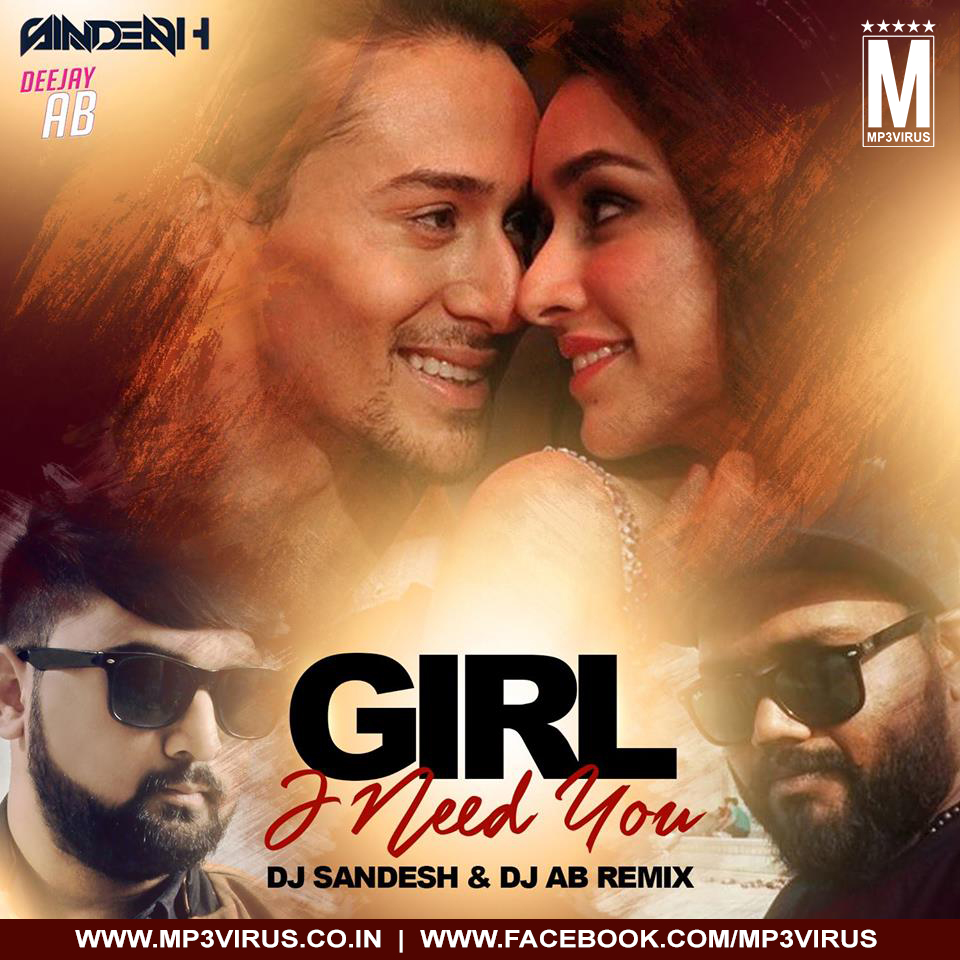 SANDESH
DEEJAY
AB
M
MP3VIRUS
GIRL
I Need You
DJ SANDESH & DJ AB REMIX
WWW.MP3VIRUS.CO.IN | WWW.FACEBOOK.COM/MP3VIRUS